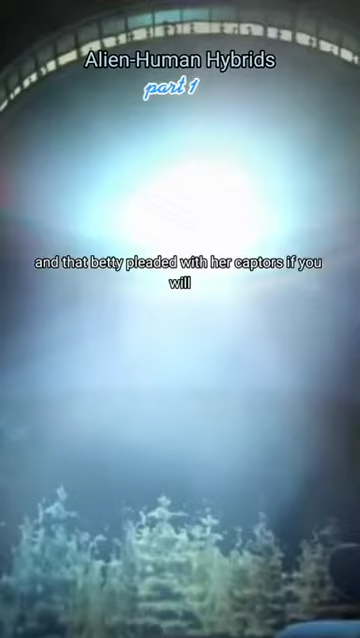 Alien-Human Hybrids
part 1
and that betty pleaded with her captors if you
will